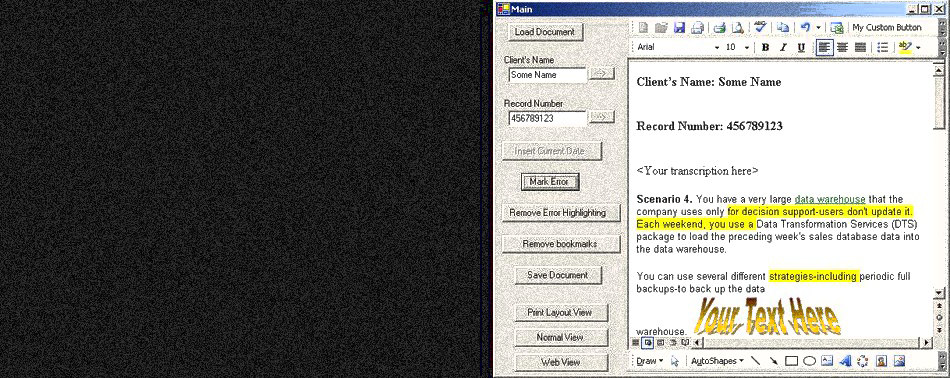 Main
Load Document
Client's Name
Some Name
Record Number
456789123
Insert Current Date
Mark Error
Remove Error Highlighting
Remove bookmarks
Save Document
Print Layout View
Normal View
Web View
My Custom Button
Arial 10 B I U
Client's Name: Some Name
Record Number: 456789123
<Your transcription here>
Scenario 4. You have a very large data warehouse that the
company uses only for decision support-users don't update it.
Each weekend, you use a Data Transformation Services (DTS)
package to load the preceding week's sales database data into
the data warehouse.
You can use several different strategies-including periodic full
backups-to back up the data
warehouse. Your Text Here
Draw AutoShapes